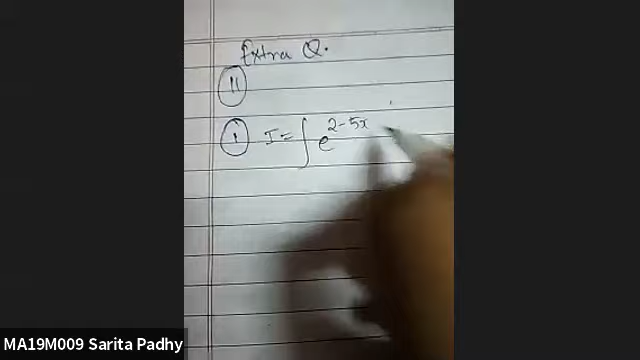 Extra Q.
11
1 I = ∫ e^{2-5x}
MA19M009 Sarita Padhy